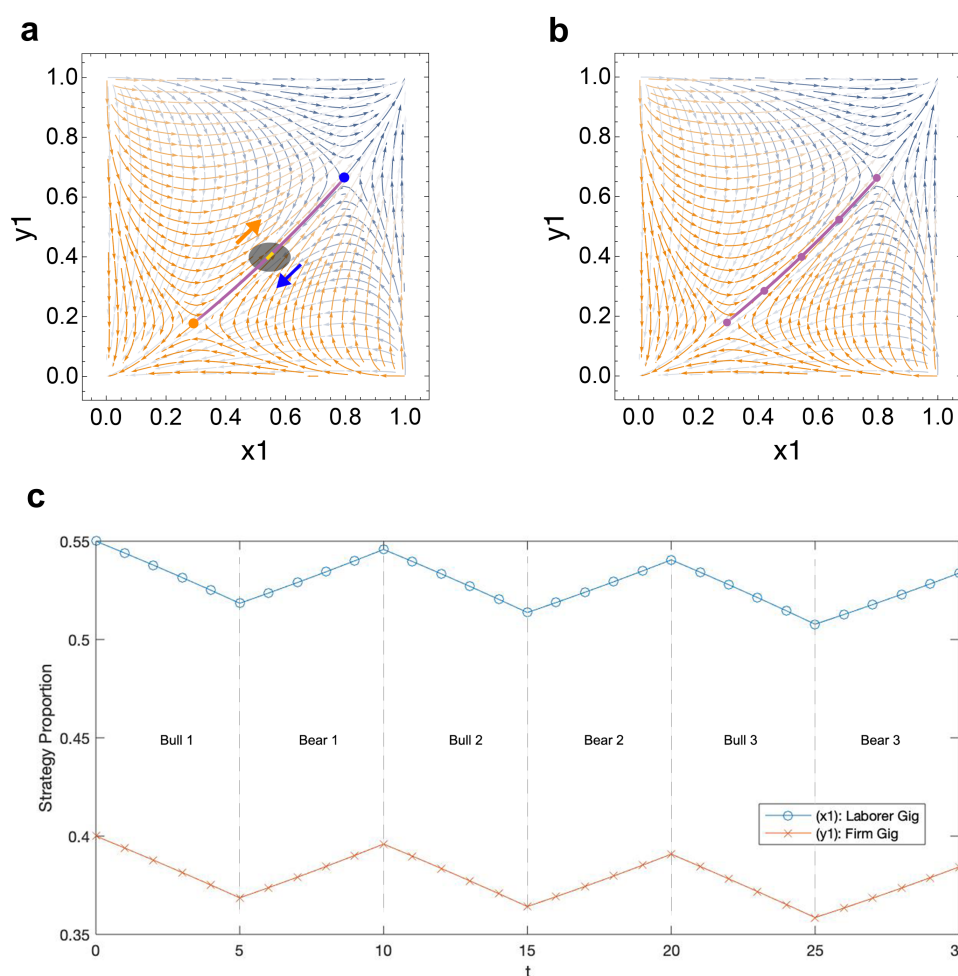 a
b
1.0
0.8
0.6
0.4
0.2
0.0
y1
0.0 0.2 0.4 0.6 0.8 1.0
x1
1.0
0.8
0.6
0.4
0.2
0.0
y1
0.0 0.2 0.4 0.6 0.8 1.0
x1
c
0.55
0.5
0.45
0.4
0.35
Strategy Proportion
Bull 1
Bear 1
Bull 2
Bear 2
Bull 3
Bear 3
(x1): Laborer Gig
(y1): Firm Gig
0 5 10 15 20 25
t